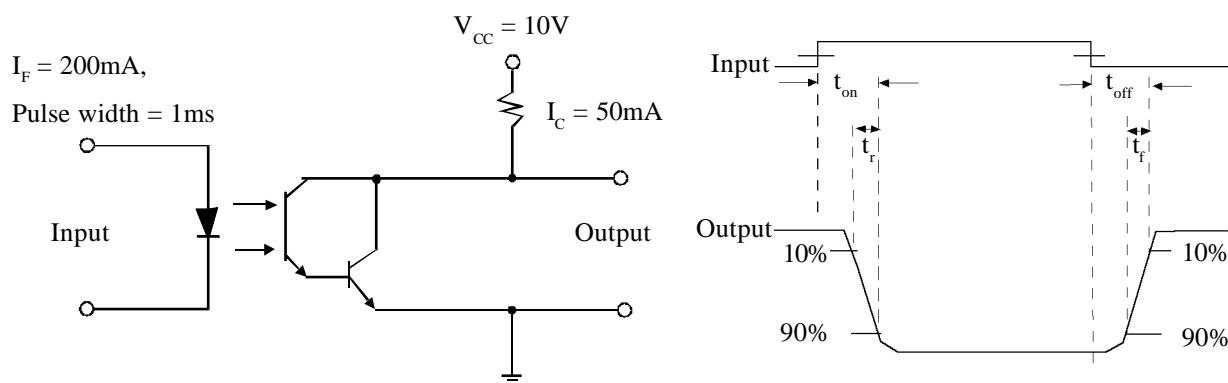 V_CC = 10V
I_F = 200mA,
Pulse width = 1ms
I_C = 50mA
Input
Output
Input
t_on
t_off
t_r
t_f
Output
10%
10%
90%
90%